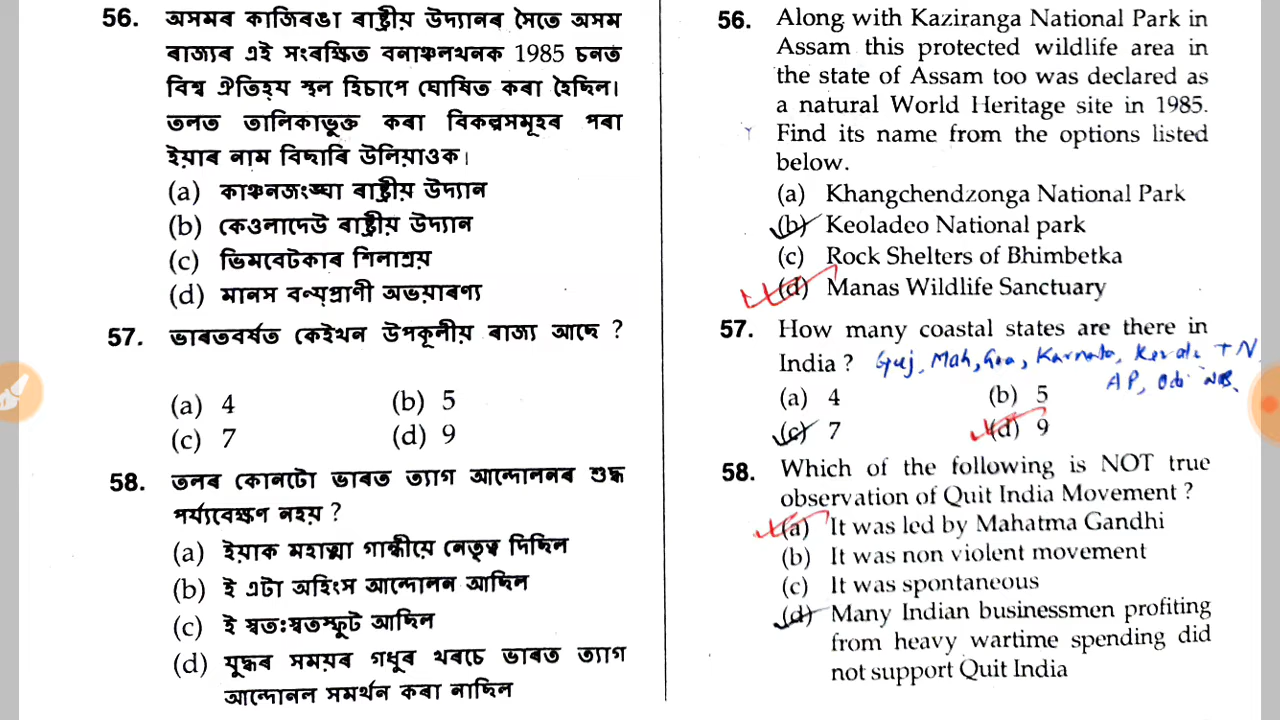 56. অসমৰ কাজিৰঙা ৰাষ্ট্ৰীয় উদ্যানৰ সৈতে অসম
ৰাজ্যৰ এই সংৰক্ষিত বনাঞ্চলখনক 1985 চনত
বিশ্ব ঐতিহ্য স্থল হিচাপে ঘোষিত কৰা হৈছিল।
তলত তালিকাভুক্ত কৰা বিকল্পসমূহৰ পৰা
ইয়াৰ নাম বিছাৰি উলিয়াওক।
(a) কাঞ্চনজংঘা ৰাষ্ট্ৰীয় উদ্যান
(b) কেওলাদেউ ৰাষ্ট্ৰীয় উদ্যান
(c) ভিমবেটকাৰ শিলাশ্ৰয়
(d) মানস বন্যপ্ৰাণী অভয়াৰণ্য
57. ভাৰতবৰ্ষত কেইখন উপকূলীয় ৰাজ্য আছে ?
(a) 4 (b) 5
(c) 7 (d) 9
58. তলৰ কোনটো ভাৰত ত্যাগ আন্দোলনৰ শুদ্ধ
পৰ্য্যবেক্ষণ নহয় ?
(a) ইয়াক মহাত্মা গান্ধীয়ে নেতৃত্ব দিছিল
(b) ই এটা অহিংস আন্দোলন আছিল
(c) ই স্বতঃস্বতস্ফূট আছিল
(d) যুদ্ধৰ সময়ৰ গধূৰ খৰচে ভাৰত ত্যাগ
আন্দোলন সমৰ্থন কৰা নাছিল
56. Along with Kaziranga National Park in
Assam this protected wildlife area in
the state of Assam too was declared as
a natural World Heritage site in 1985.
Find its name from the options listed
below.
(a) Khangchendzonga National Park
(b) Keoladeo National park
(c) Rock Shelters of Bhimbetka
(d) Manas Wildlife Sanctuary
57. How many coastal states are there in
India ? Guj, Mah, Goa, Karnata, Kerala TN
AP, Odi WB.
(a) 4 (b) 5
(c) 7 (d) 9
58. Which of the following is NOT true
observation of Quit India Movement ?
(a) It was led by Mahatma Gandhi
(b) It was non violent movement
(c) It was spontaneous
(d) Many Indian businessmen profiting
from heavy wartime spending did
not support Quit India